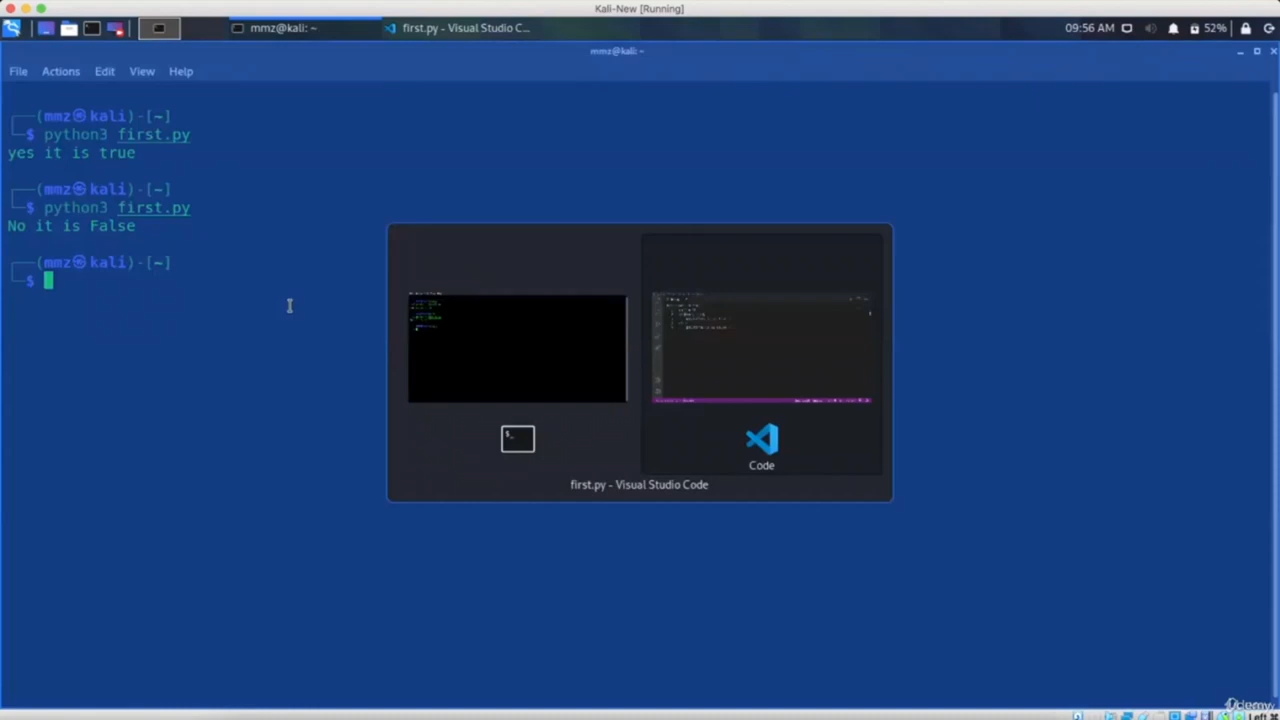 Kali-New [Running]
mmz@kali: ~
first.py - Visual Studio C...
09:56 AM
52%
mmz@kali: ~
File Actions Edit View Help
(mmz㉿kali)-[~]
$ python3 first.py
yes it is true
(mmz㉿kali)-[~]
$ python3 first.py
No it is False
(mmz㉿kali)-[~]
$
$_
Code
first.py - Visual Studio Code
Udemy